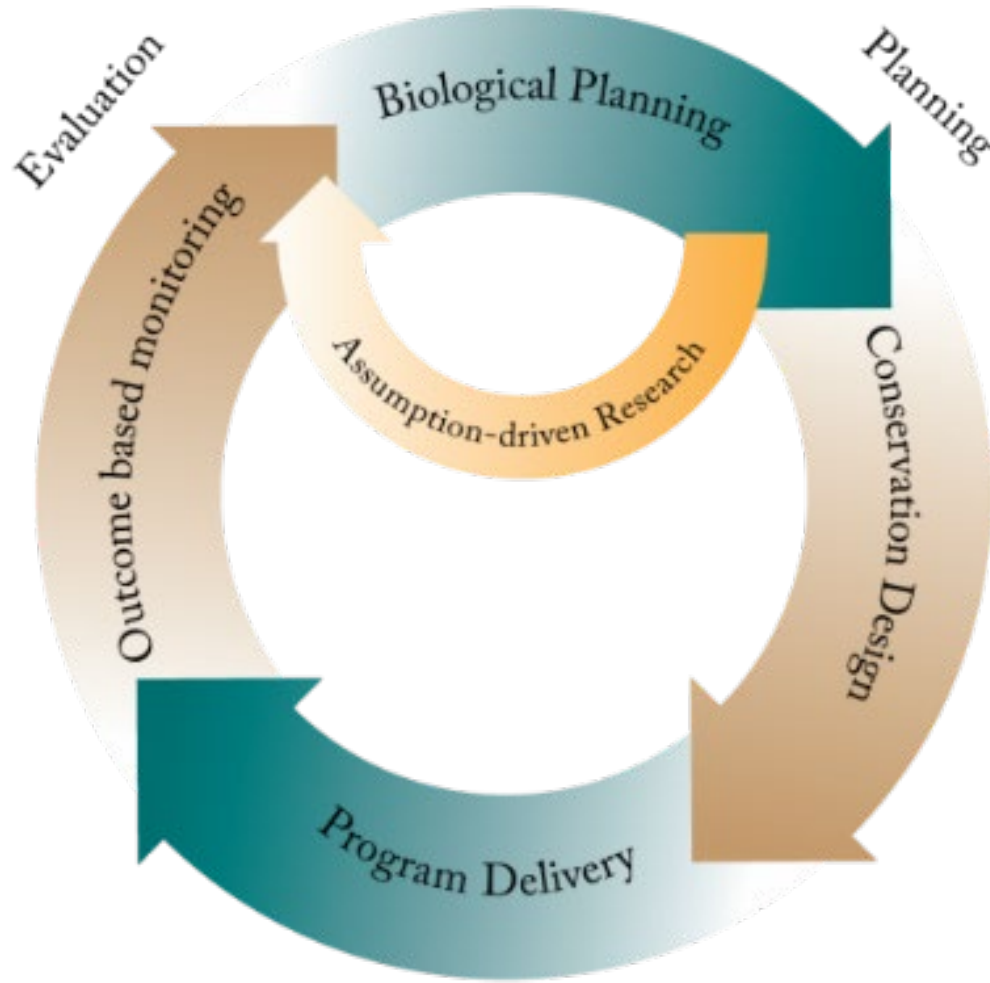 Evaluation
Planning
Biological Planning
Assumption-driven Research
Conservation Design
Program Delivery
Outcome based monitoring